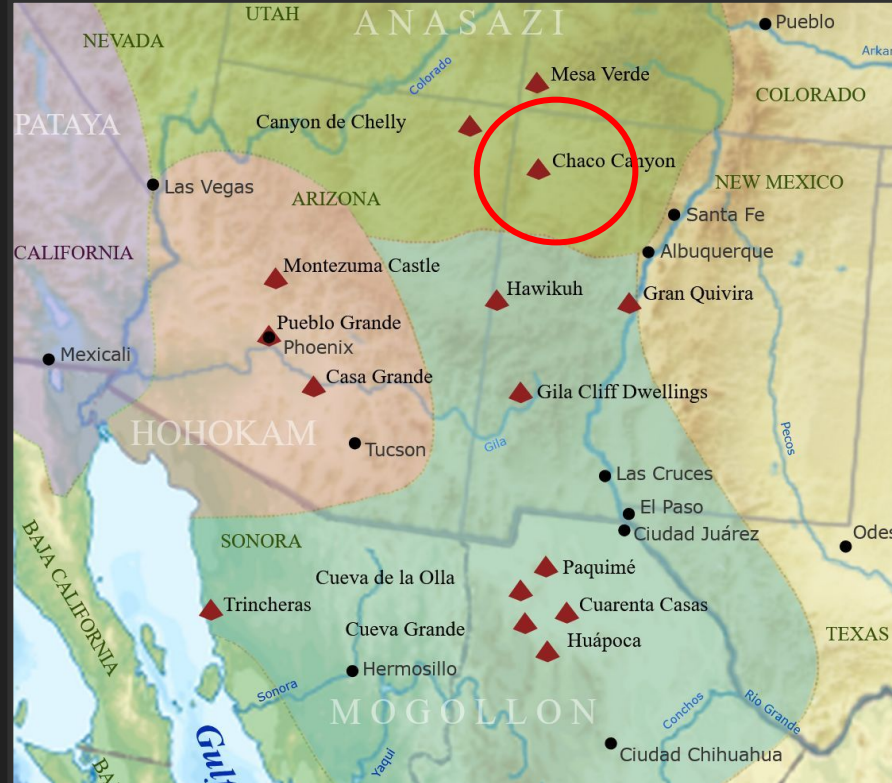 UTAH
ANASAZI
Pueblo
NEVADA
Colorado
Mesa Verde
COLORADO
PATAYA
Canyon de Chelly
Chaco Canyon
Las Vegas
ARIZONA
NEW MEXICO
Santa Fe
CALIFORNIA
Albuquerque
Montezuma Castle
Hawikuh
Gran Quivira
Pueblo Grande
Phoenix
Mexicali
Casa Grande
Gila Cliff Dwellings
HOHOKAM
Tucson
Gila
Pecos
Las Cruces
El Paso
Ciudad Juárez
SONORA
BAJA CALIFORNIA
Paquimé
Cueva de la Olla
Trincheras
Cuarenta Casas
Cueva Grande
Huápoca
TEXAS
Hermosillo
Sonora
MOGOLLON
Conchos
Rio Grande
Yaqui
Ciudad Chihuahua